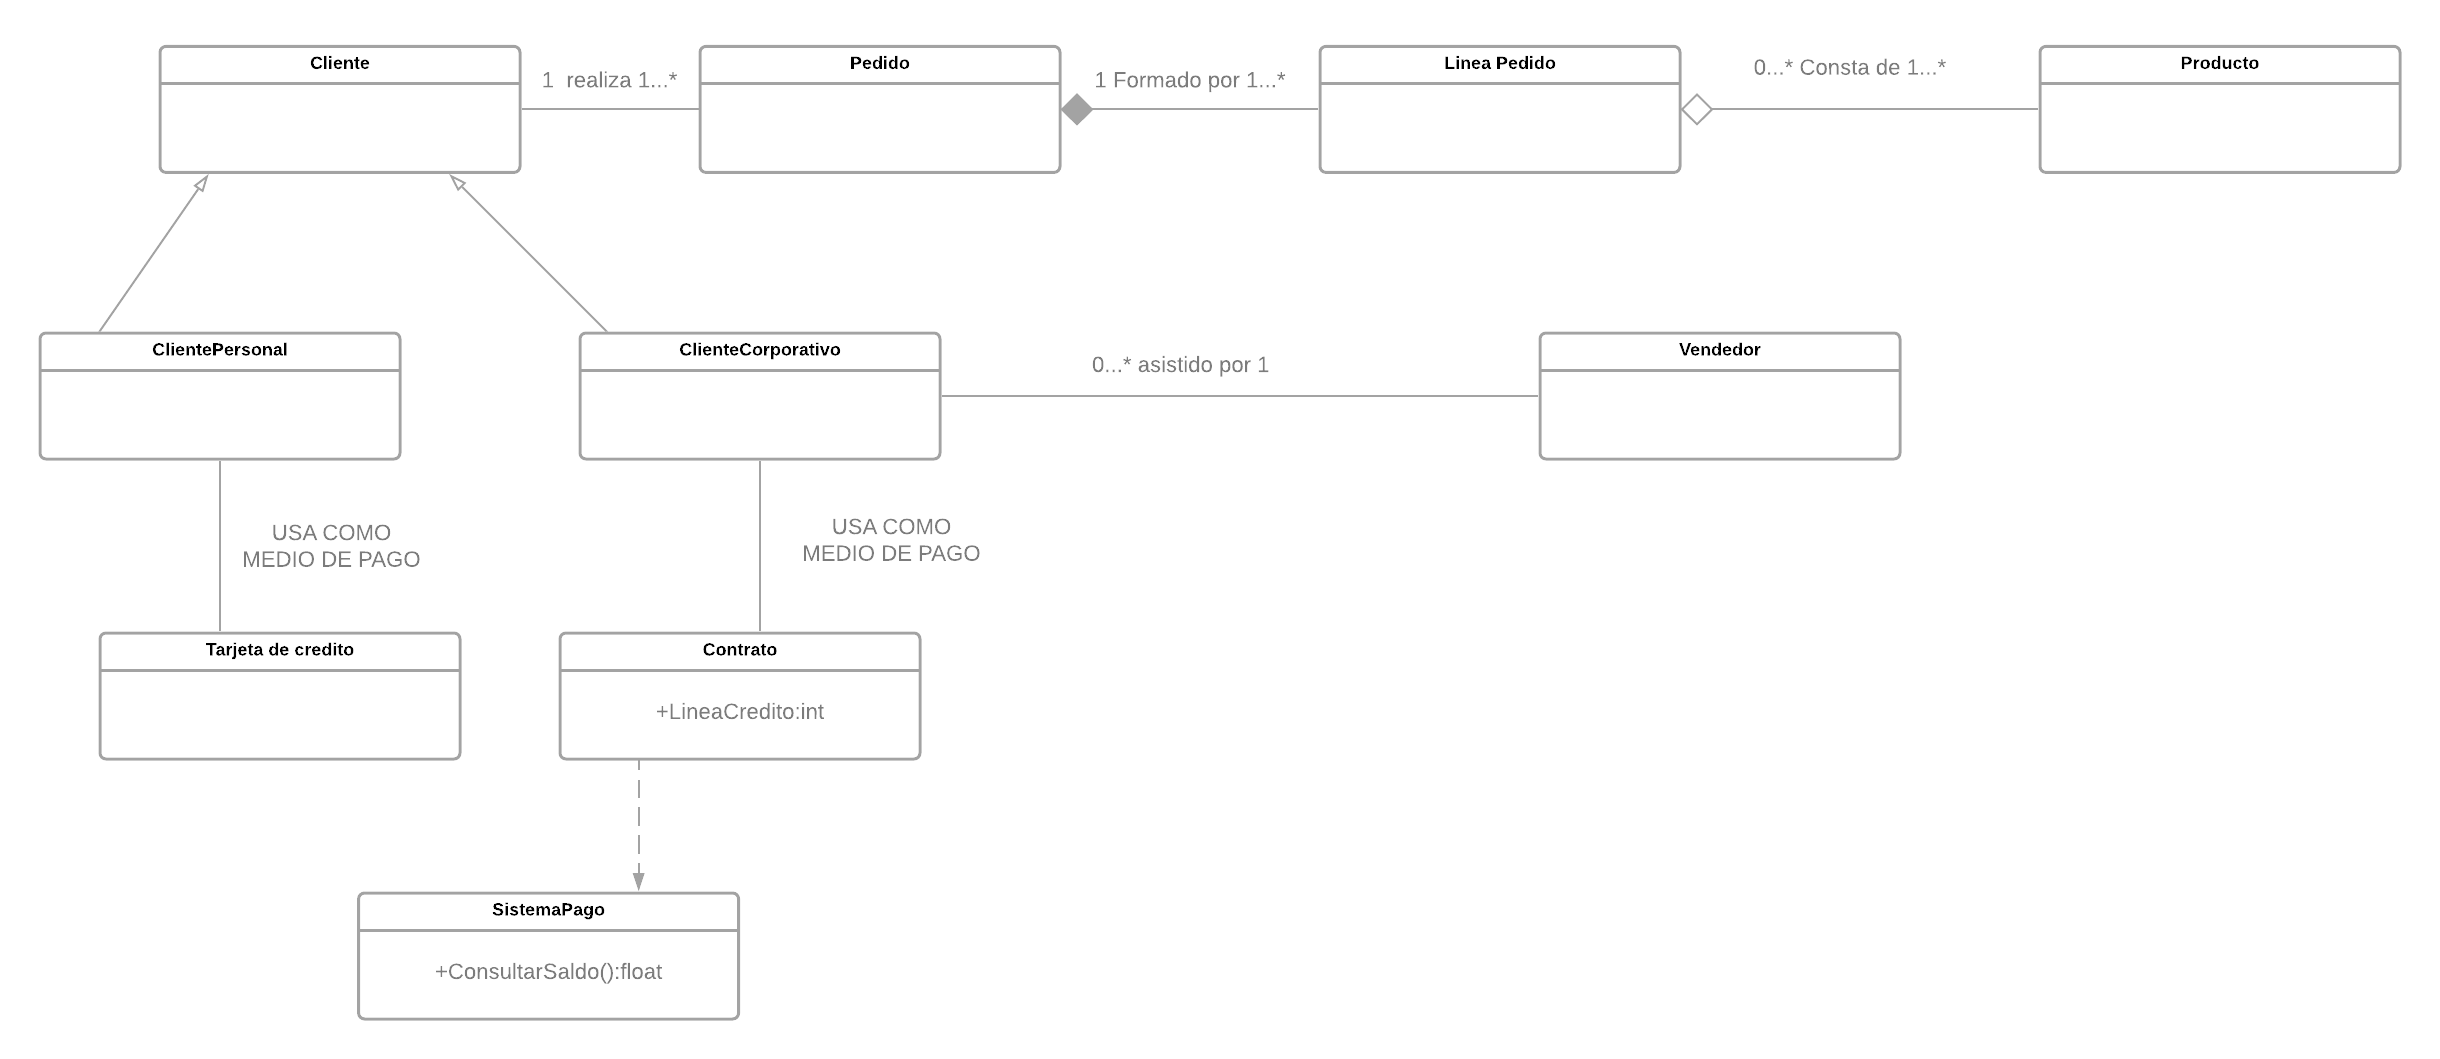 Cliente
1  realiza 1...*
Pedido
1 Formado por 1...*
Linea Pedido
0...* Consta de 1...*
Producto
ClientePersonal
ClienteCorporativo
0...* asistido por 1
Vendedor
USA COMO
MEDIO DE PAGO
USA COMO
MEDIO DE PAGO
Tarjeta de credito
Contrato
+LineaCredito:int
SistemaPago
+ConsultarSaldo():float